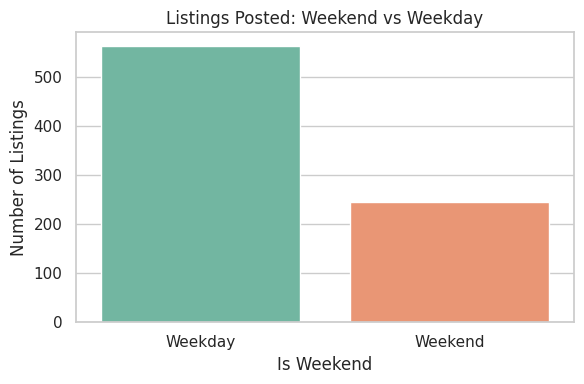 Listings Posted: Weekend vs Weekday
Number of Listings
500
400
300
200
100
0
Weekday
Weekend
Is Weekend